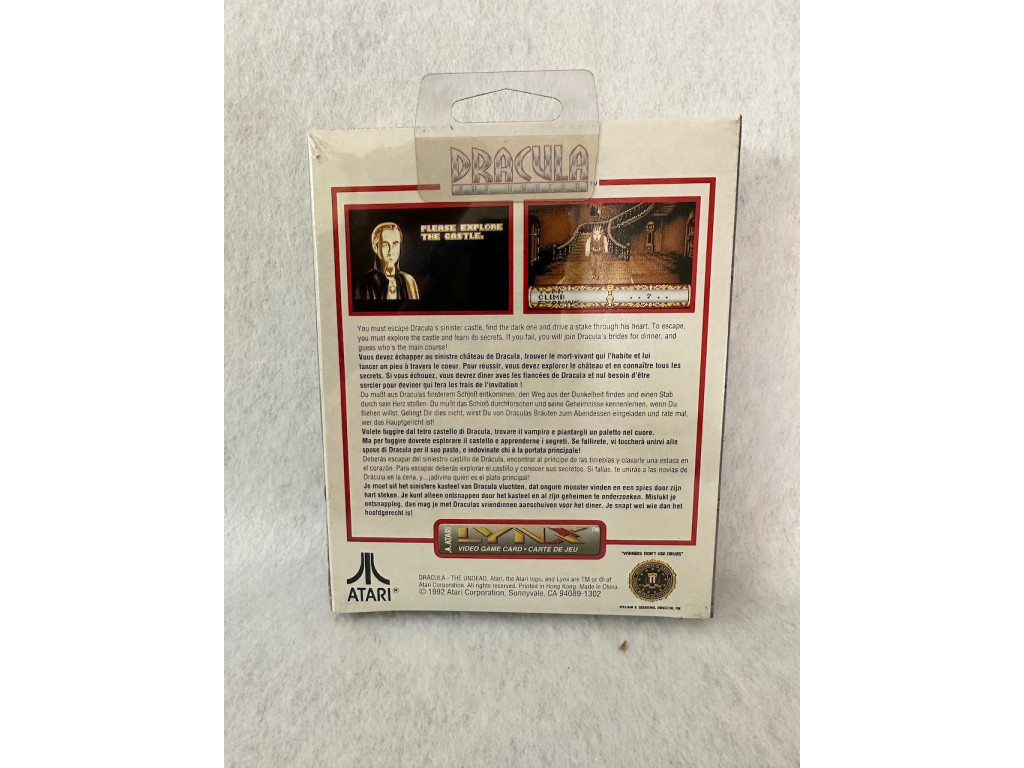 DRACULA
THE UNDEAD
TM
PLEASE EXPLORE
THE CASTLE.
CLIMB
..?..
You must escape Dracula's sinister castle, find the dark one and drive a stake through his heart. To escape,
you must explore the castle and learn its secrets. If you fail, you will join Dracula's brides for dinner, and
guess who's the main course!
Vous devez échapper au sinistre château de Dracula, trouver le mort-vivant qui l'habite et lui
lancer un pieu à travers le coeur. Pour réussir, vous devez explorer le château et en connaître tous les
secrets. Si vous échouez, vous devrez dîner avec les fiancées de Dracula et nul besoin d'être
sorcier pour deviner qui fera les frais de l'invitation !
Du mußt aus Draculas finsterem Schloß entkommen, den Weg aus der Dunkelheit finden und einen Stab
durch sein Herz stoßen. Du mußt das Schloß durchforschen und seine Geheimnisse kennenlernen, wenn Du
fliehen willst. Gelingt Dir dies nicht, wirst Du von Draculas Bräuten zum Abendessen eingeladen und rate mal,
wer das Hauptgericht ist!
Volete fuggire dal tetro castello di Dracula, trovare il vampiro e piantargli un paletto nel cuore.
Ma per fuggire dovrete esplorare il castello e apprenderne i segreti. Se fallirete, vi toccherà unirvi alle
spose di Dracula per il suo pasto, e indovinate chi è la portata principale!
Deberás escapar del siniestro castillo de Drácula, encontrar al príncipe de las tinieblas y clavarle una estaca en
el corazón. Para escapar deberás explorar el castillo y conocer sus secretos. Si fallas, te unirás a las novias de
Drácula en la cena, y...¡adivina quién es el plato principal!
Je moet uit het sinistere kasteel van Dracula vluchten, dat ongure monster vinden en een spies door zijn
hart steken. Je kunt alleen ontsnappen door het kasteel en al zijn geheimen te onderzoeken. Mislukt je
ontsnapping, dan mag je met Draculas vriendinnen aanschuiven voor het diner. Je snapt wel wie dan het
hoofdgerecht is!
ATARI LYNX TM
VIDEO GAME CARD • CARTE DE JEU
"WINNERS DON'T USE DRUGS"
WILLIAM S. SESSIONS, DIRECTOR, FBI
ATARI®
DRACULA - THE UNDEAD, Atari, the Atari logo, and Lynx are TM or ® of
Atari Corporation. All rights reserved. Printed in Hong Kong. Made in China.
© 1992 Atari Corporation, Sunnyvale, CA 94089-1302